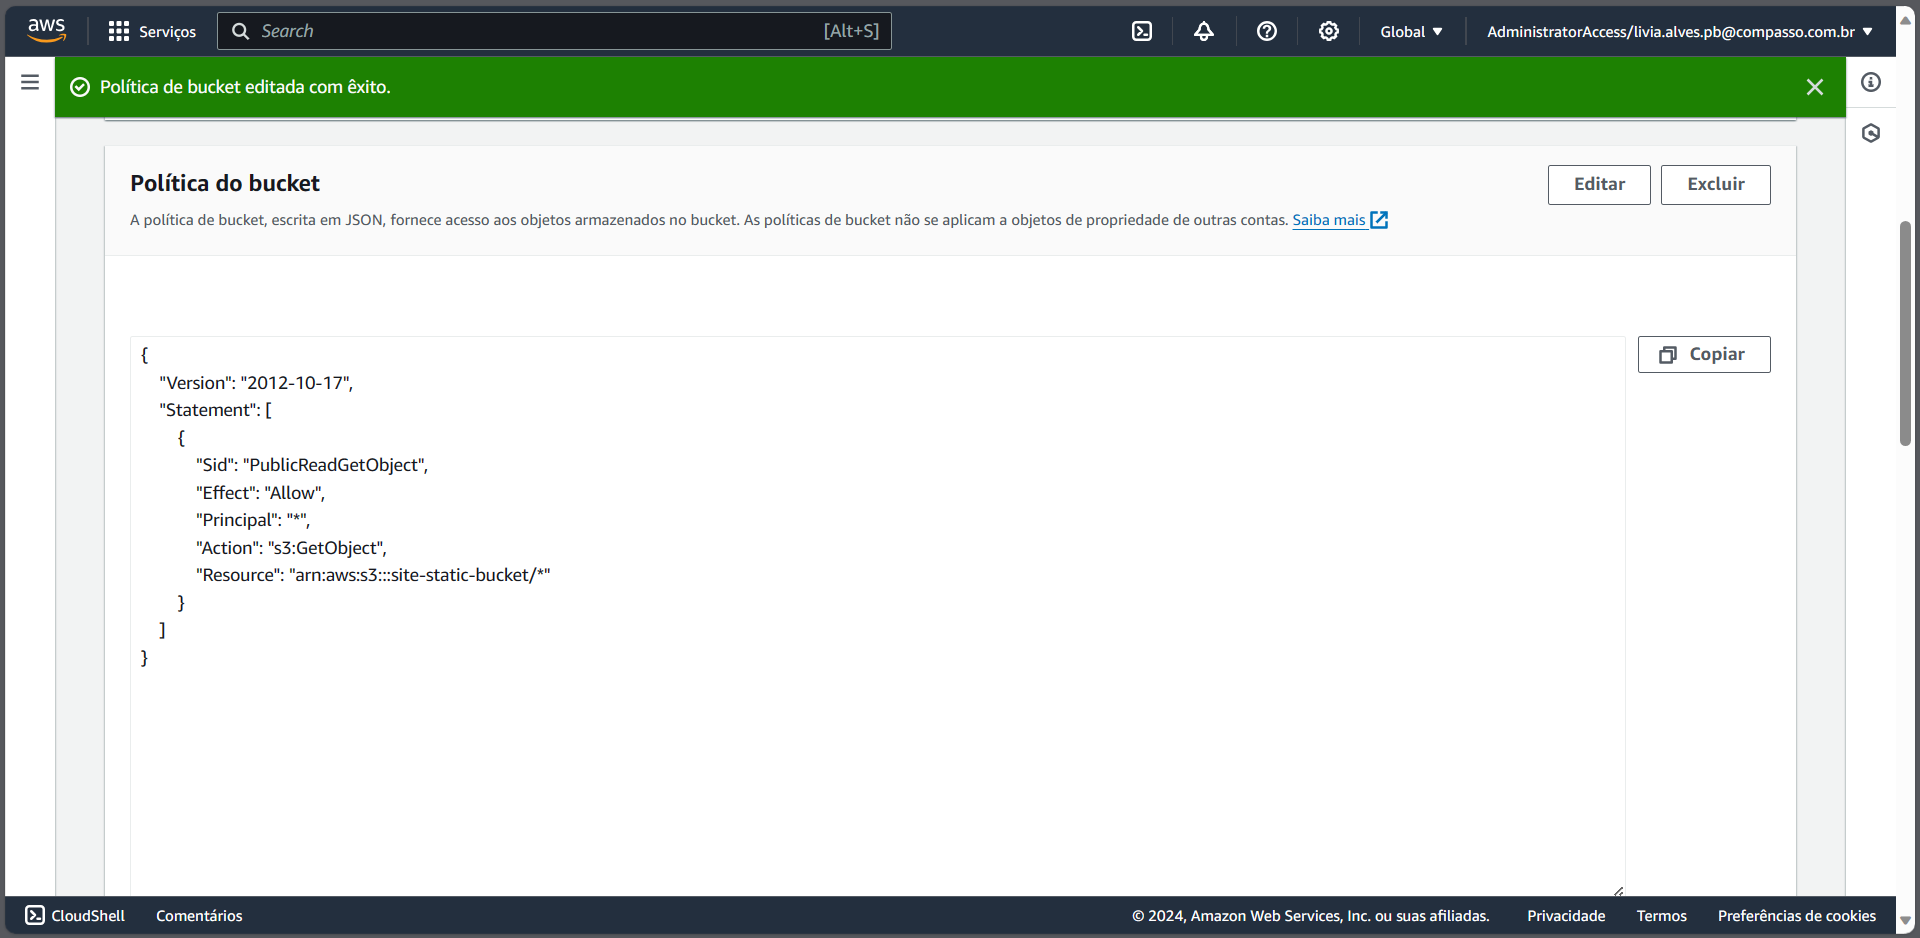 aws Serviços Search [Alt+S] Global AdministratorAccess/livia.alves.pb@compasso.com.br
Política de bucket editada com êxito.
Política do bucket
Editar Excluir
A política de bucket, escrita em JSON, fornece acesso aos objetos armazenados no bucket. As políticas de bucket não se aplicam a objetos de propriedade de outras contas. Saiba mais
Copiar
{
"Version": "2012-10-17",
"Statement": [
{
"Sid": "PublicReadGetObject",
"Effect": "Allow",
"Principal": "*",
"Action": "s3:GetObject",
"Resource": "arn:aws:s3:::site-static-bucket/*"
}
]
}
CloudShell Comentários © 2024, Amazon Web Services, Inc. ou suas afiliadas. Privacidade Termos Preferências de cookies